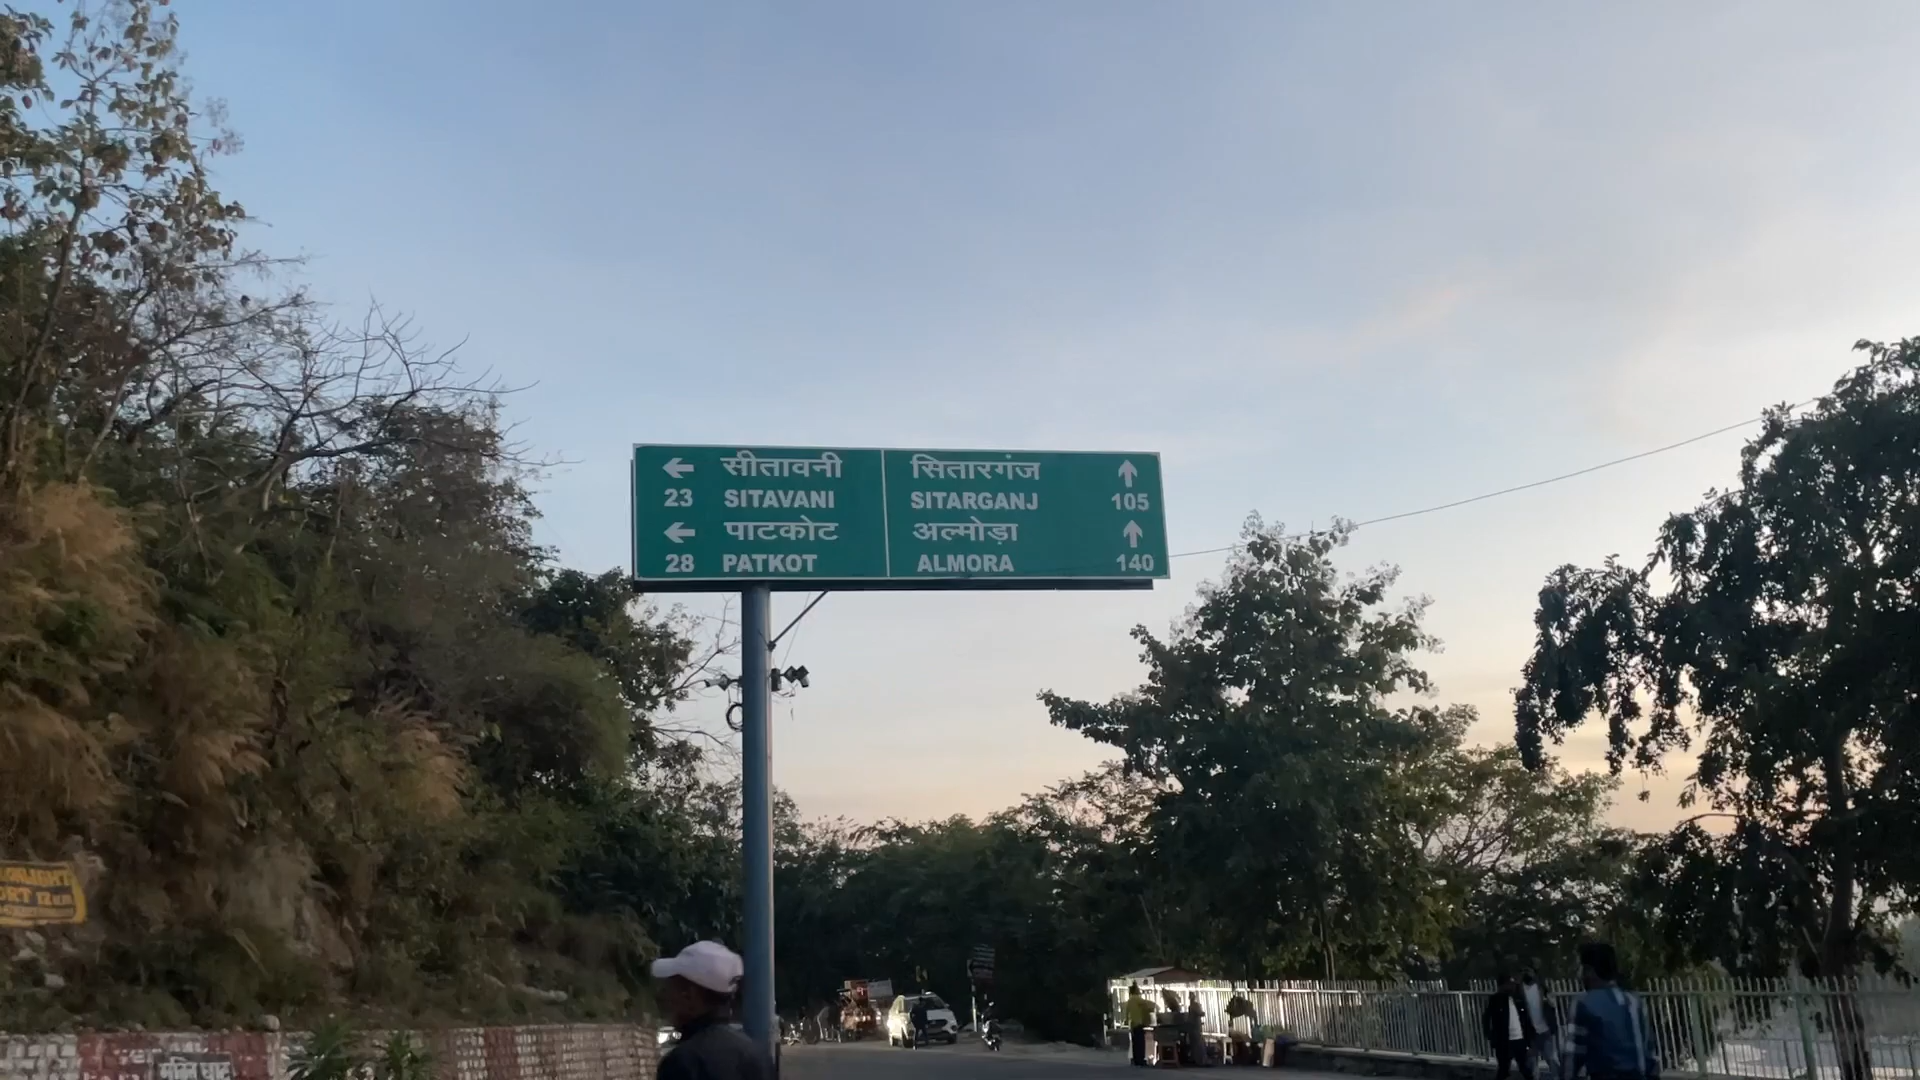 ← सीतावनी
23 SITAVANI
← पाटकोट
28 PATKOT
सितारगंज ↑
SITARGANJ 105
अल्मोड़ा ↑
ALMORA 140